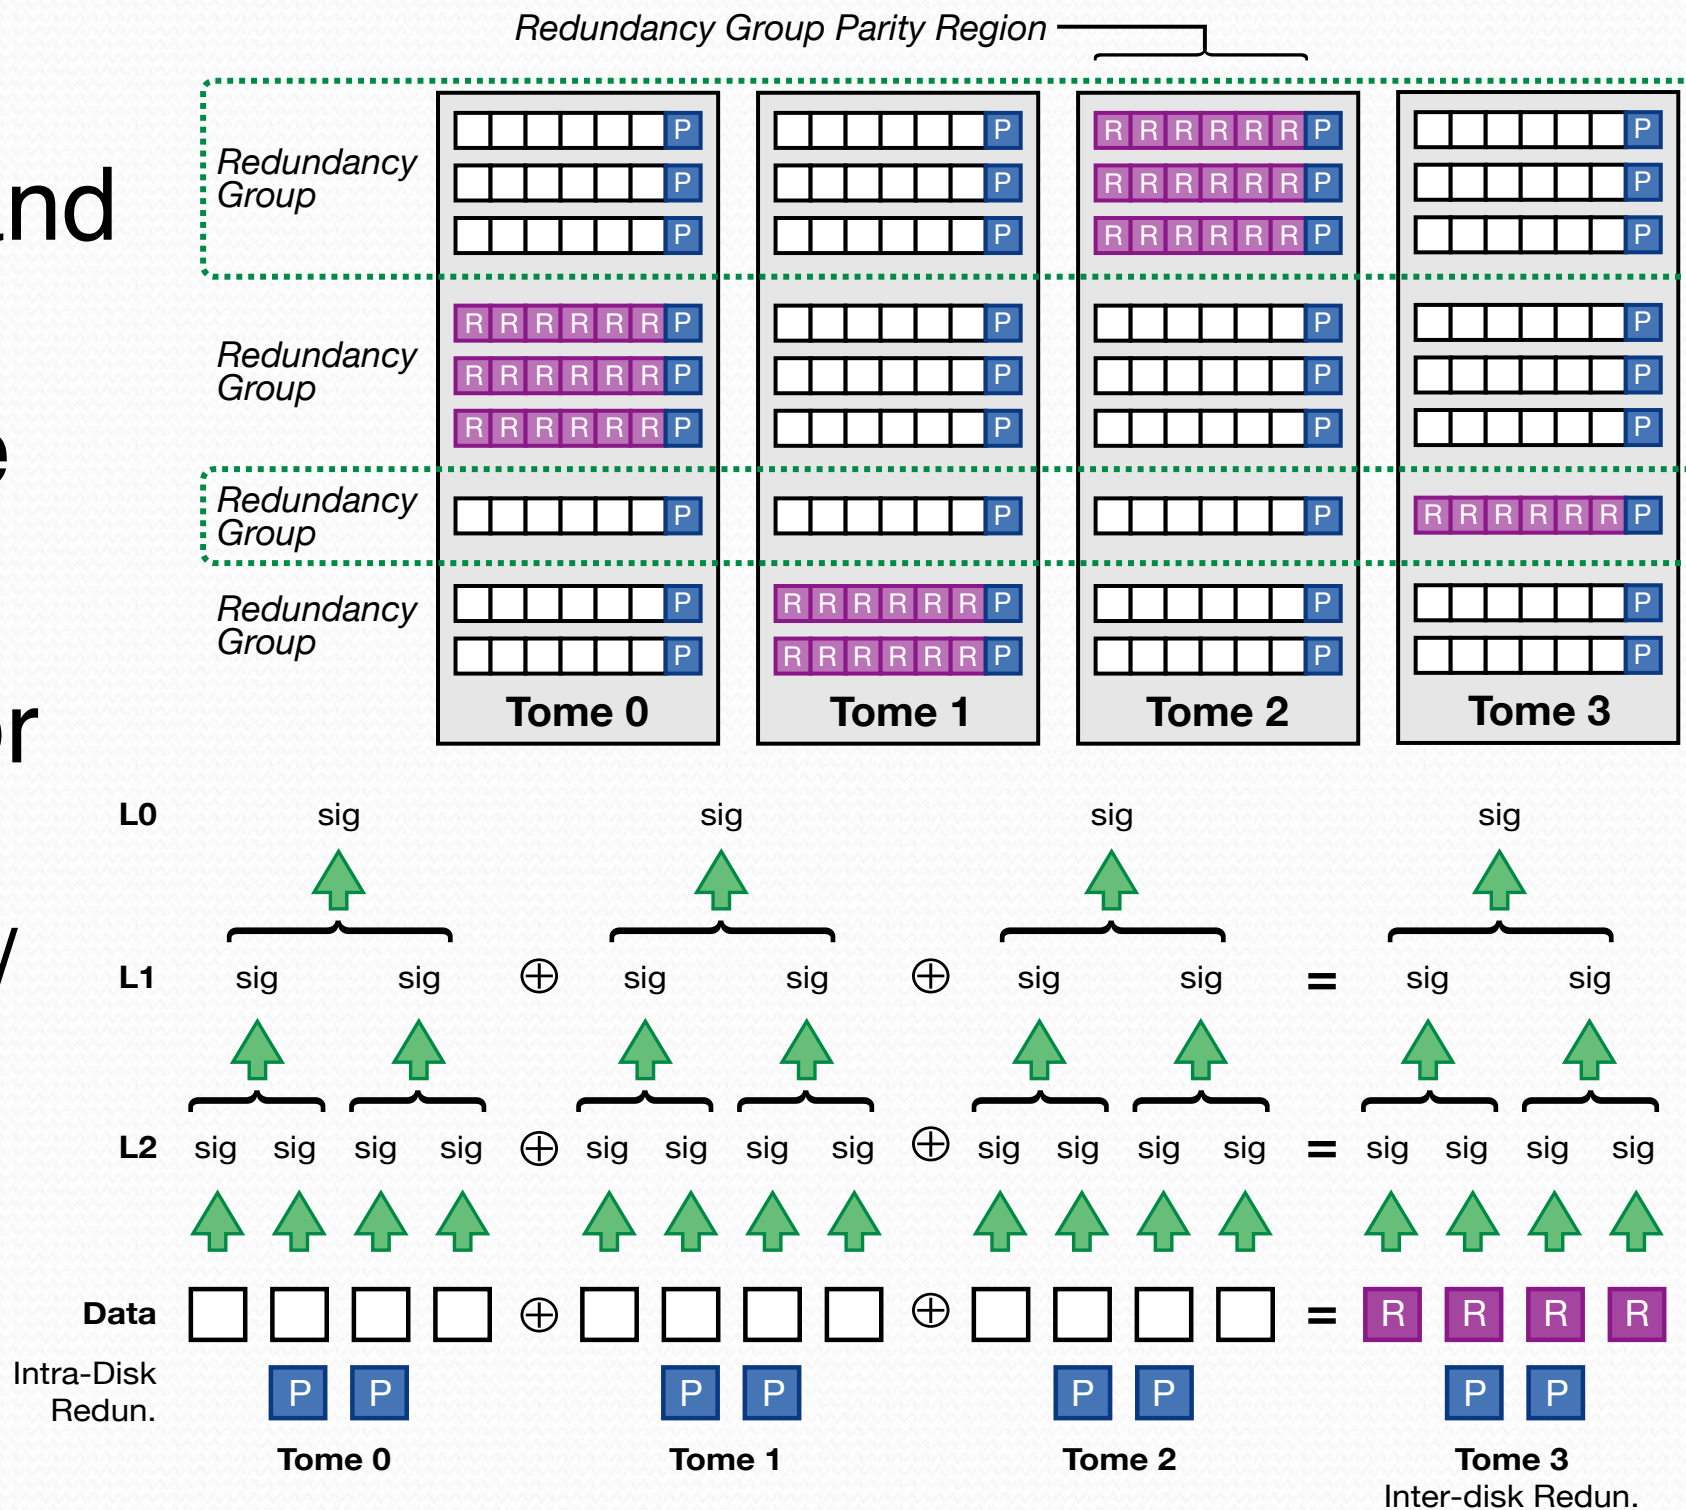 Redundancy Group Parity Region
and
e
or
y
Redundancy
Group
P P R R R R R R P P
P P R R R R R R P P
P P R R R R R R P P
Redundancy
Group
R R R R R R P P P P
R R R R R R P P P P
R R R R R R P P P P
Redundancy
Group
P P P R R R R R R P
Redundancy
Group
P R R R R R R P P P
P R R R R R R P P P
Tome 0 Tome 1 Tome 2 Tome 3
L0 sig sig sig sig
L1 sig sig ⊕ sig sig ⊕ sig sig = sig sig
L2 sig sig sig sig ⊕ sig sig sig sig ⊕ sig sig sig sig = sig sig sig sig
Data ⊕ ⊕ = R R R R
Intra-Disk
Redun.
P P P P P P P P
Tome 0 Tome 1 Tome 2 Tome 3
Inter-disk Redun.